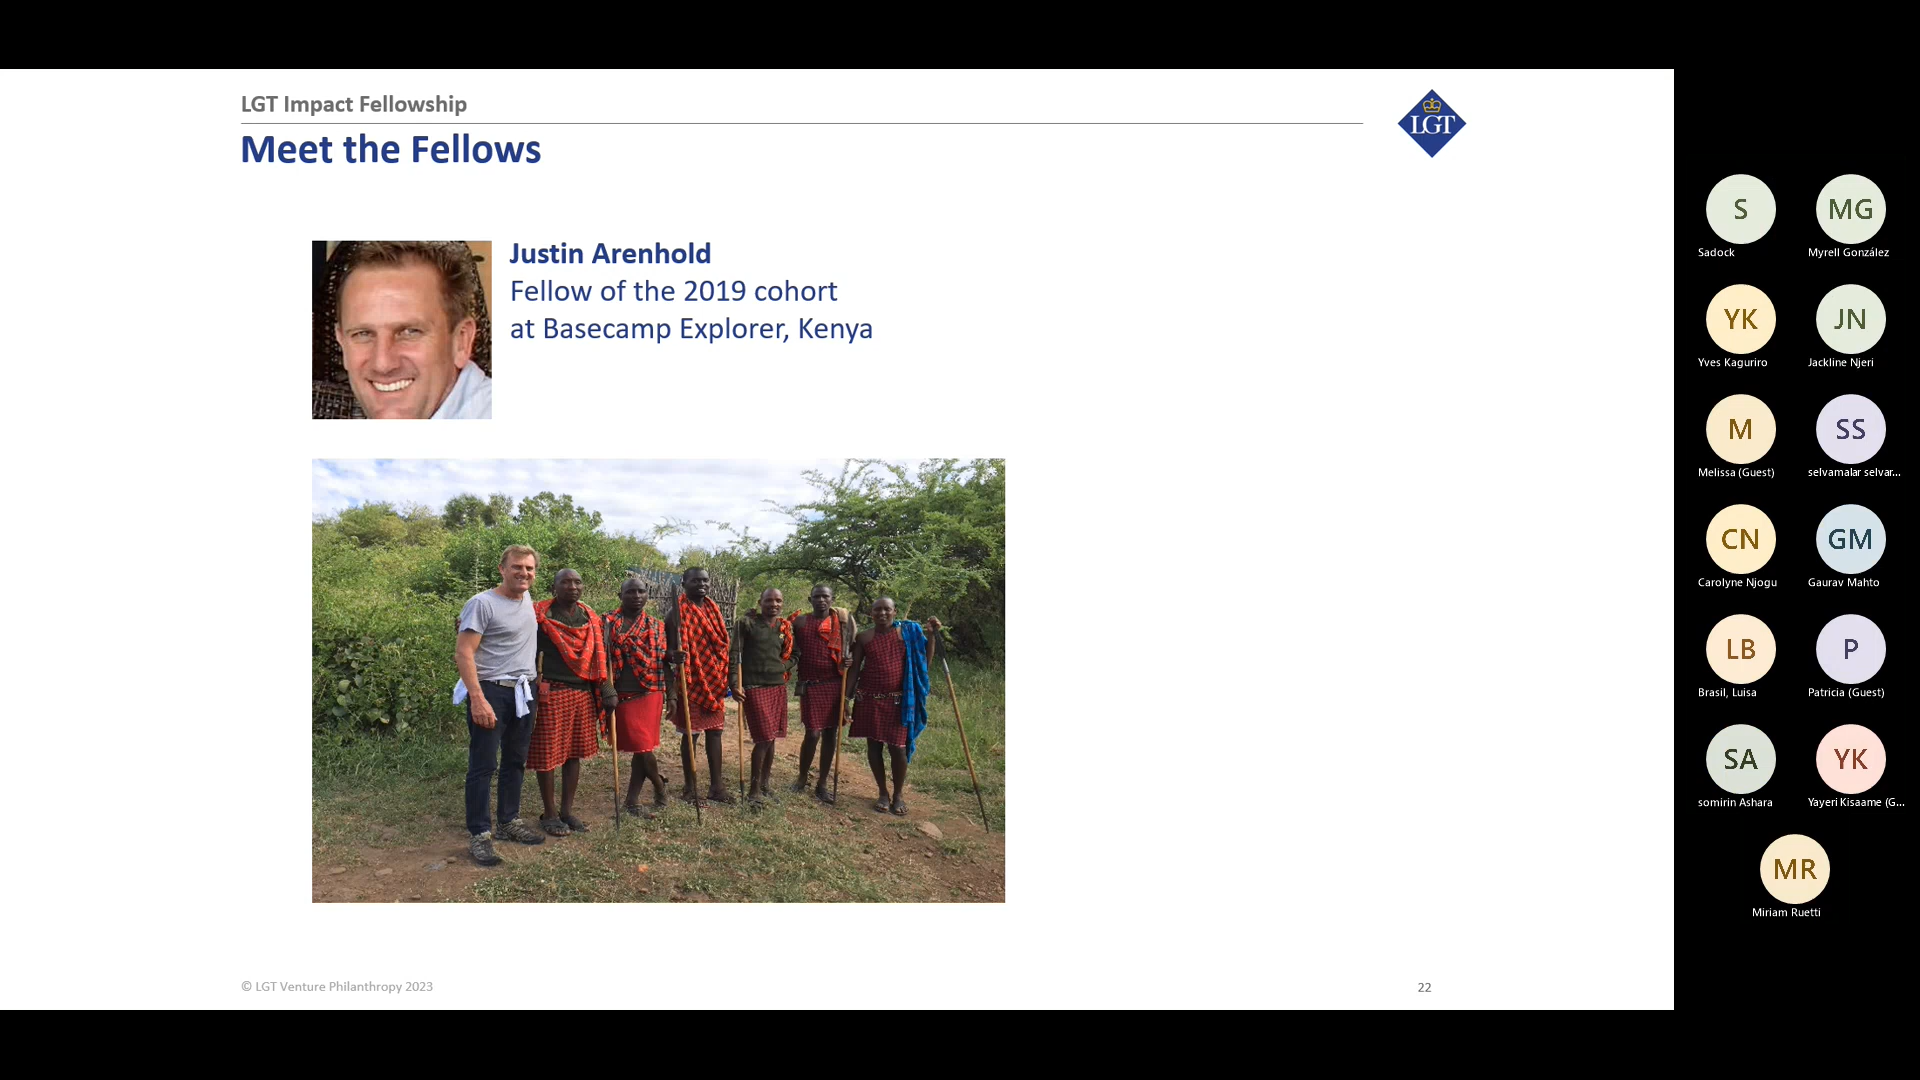 LGT Impact Fellowship
Meet the Fellows
LGT
Justin Arenhold
Fellow of the 2019 cohort
at Basecamp Explorer, Kenya
© LGT Venture Philanthropy 2023
22
S
Sadock
MG
Myrell González
YK
Yves Kaguriro
JN
Jackline Njeri
M
Melissa (Guest)
SS
selvamalar selvar...
CN
Carolyne Njogu
GM
Gaurav Mahto
LB
Brasil, Luisa
P
Patricia (Guest)
SA
somirin Ashara
YK
Yayeri Kisaame (G...
MR
Miriam Ruetti